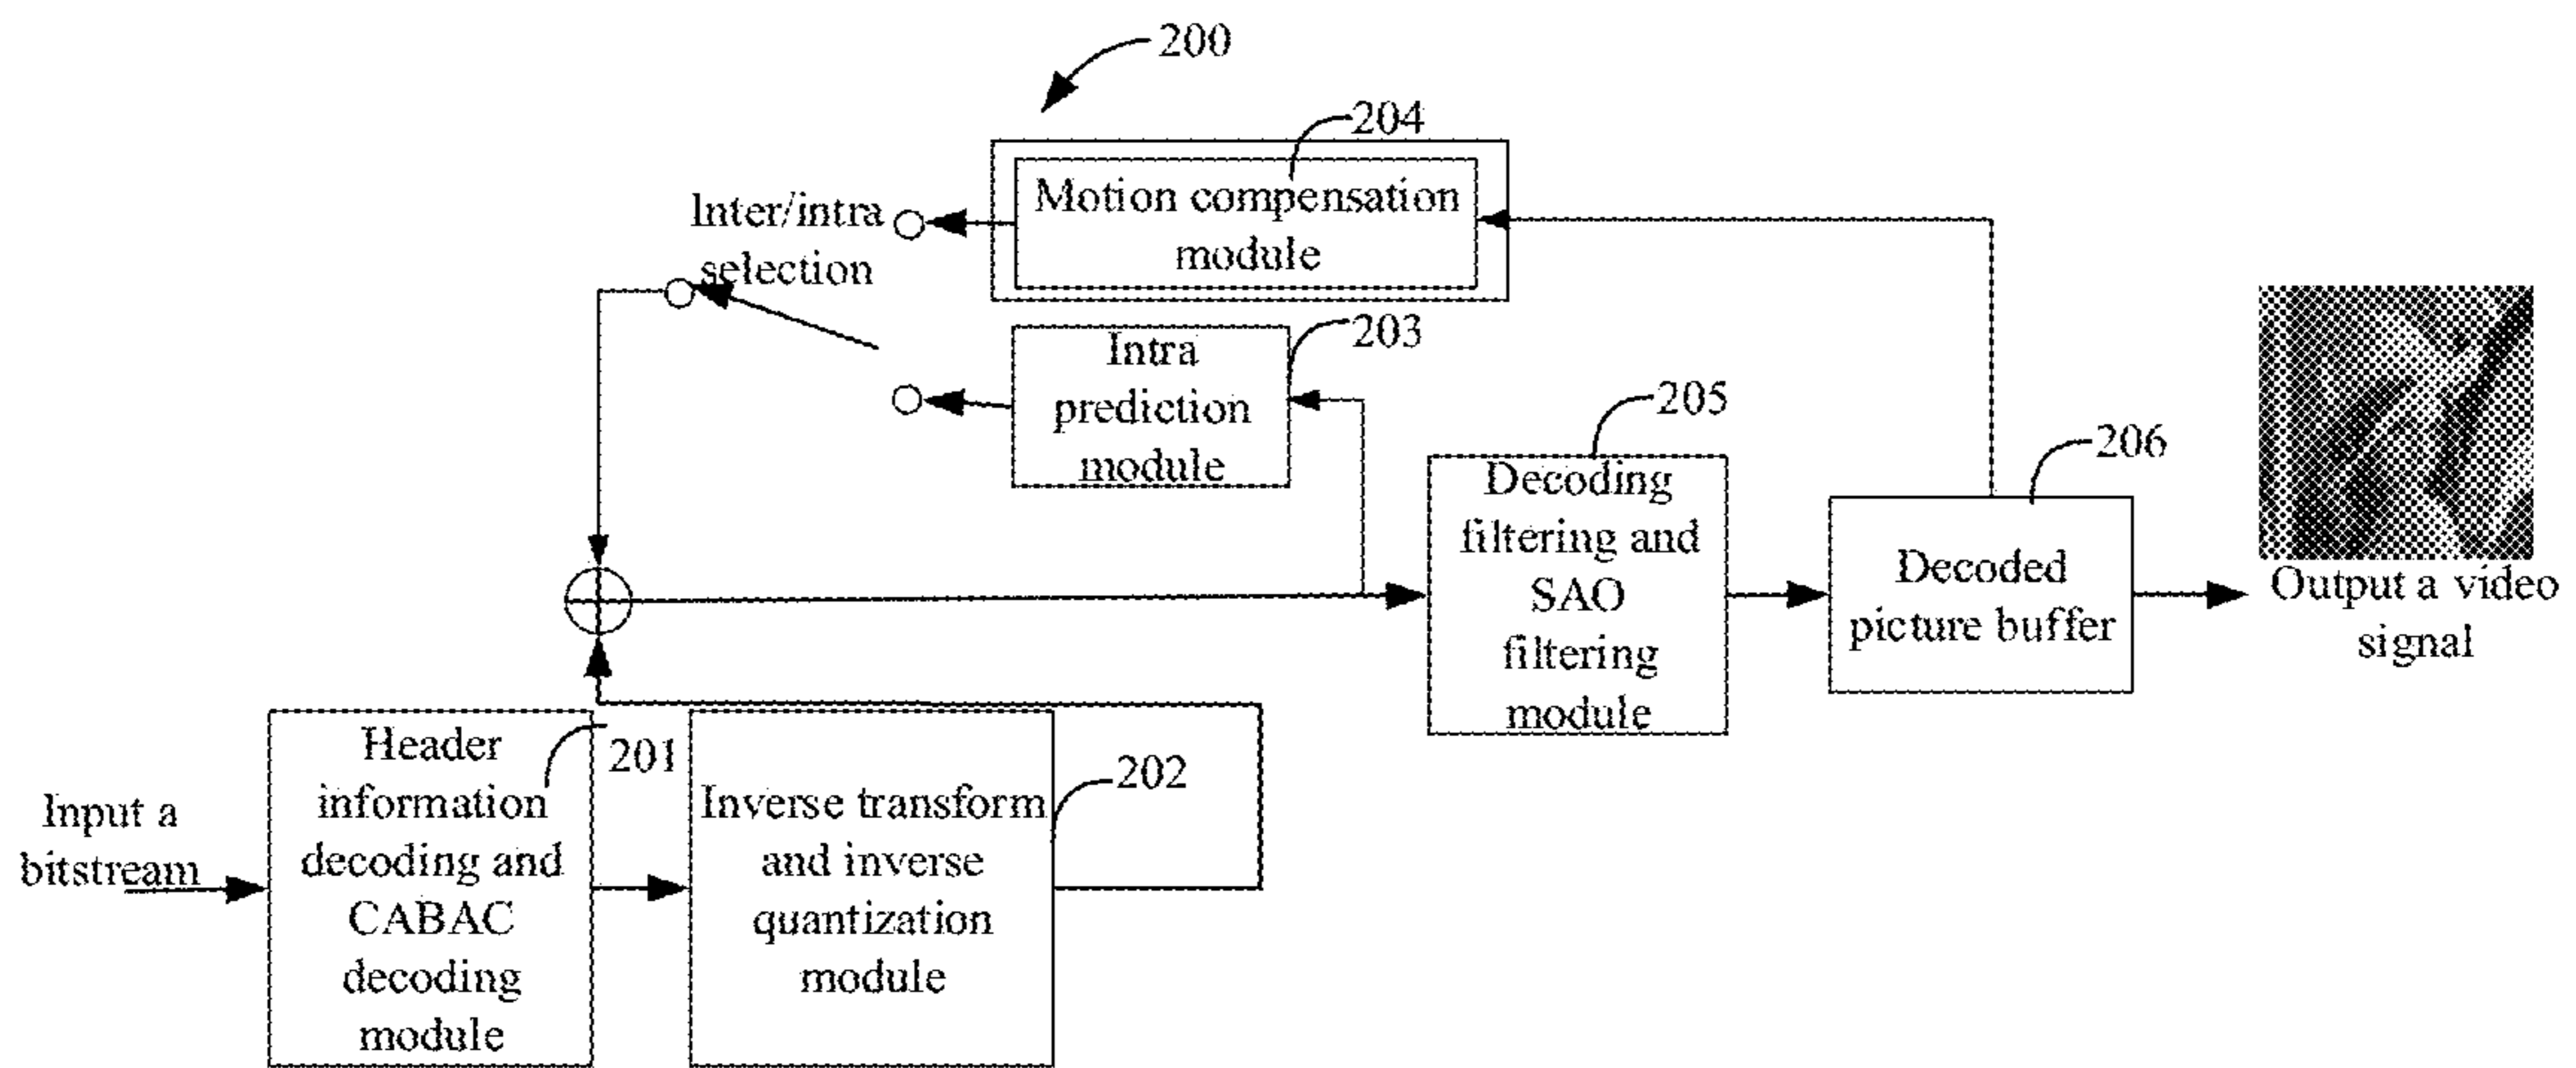 200
204
Motion compensation
module
Inter/intra
selection
203
Intra
prediction
module
205
Decoding
filtering and
SAO
filtering
module
206
Decoded
picture buffer
Output a video
signal
Header
information
decoding and
CABAC
decoding
module
201
Input a
bitstream
202
Inverse transform
and inverse
quantization
module